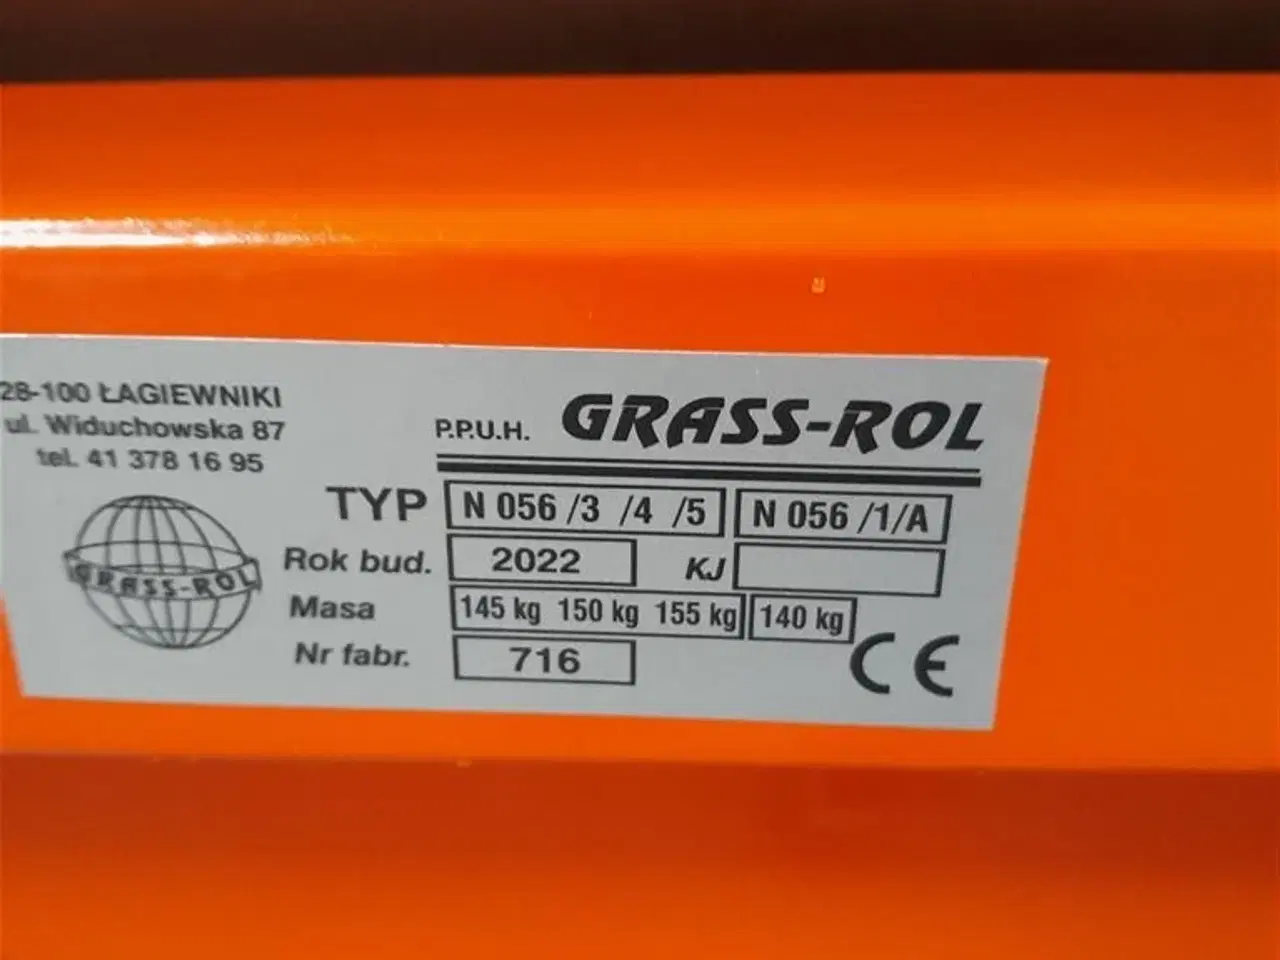 28-100 ŁAGIEWNIKI
ul. Widuchowska 87
tel. 41 378 16 95
GRASS-ROL
P.P.U.H. GRASS-ROL
TYP N 056 /3 /4 /5 N 056 /1/A
Rok bud. 2022 KJ
Masa 145 kg 150 kg 155 kg 140 kg
Nr fabr. 716
CE